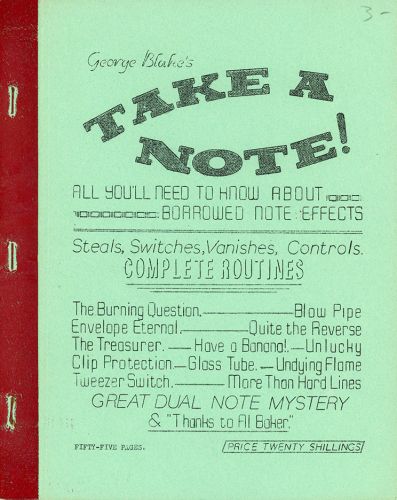 3-
George Blake's
TAKE A
NOTE!
ALL YOU'LL NEED TO KNOW ABOUT
BORROWED NOTE EFFECTS
Steals, Switches, Vanishes, Controls.
COMPLETE ROUTINES
The Burning Question.———Blow Pipe
Envelope Eternal.———Quite the Reverse
The Treasurer.—Have a Banana!.—Unlucky
Clip Protection.—Glass Tube.—Undying Flame
Tweezer Switch.———More Than Hard Lines
GREAT DUAL NOTE MYSTERY
& "Thanks to Al Baker."
FIFTY-FIVE PAGES. PRICE TWENTY SHILLINGS